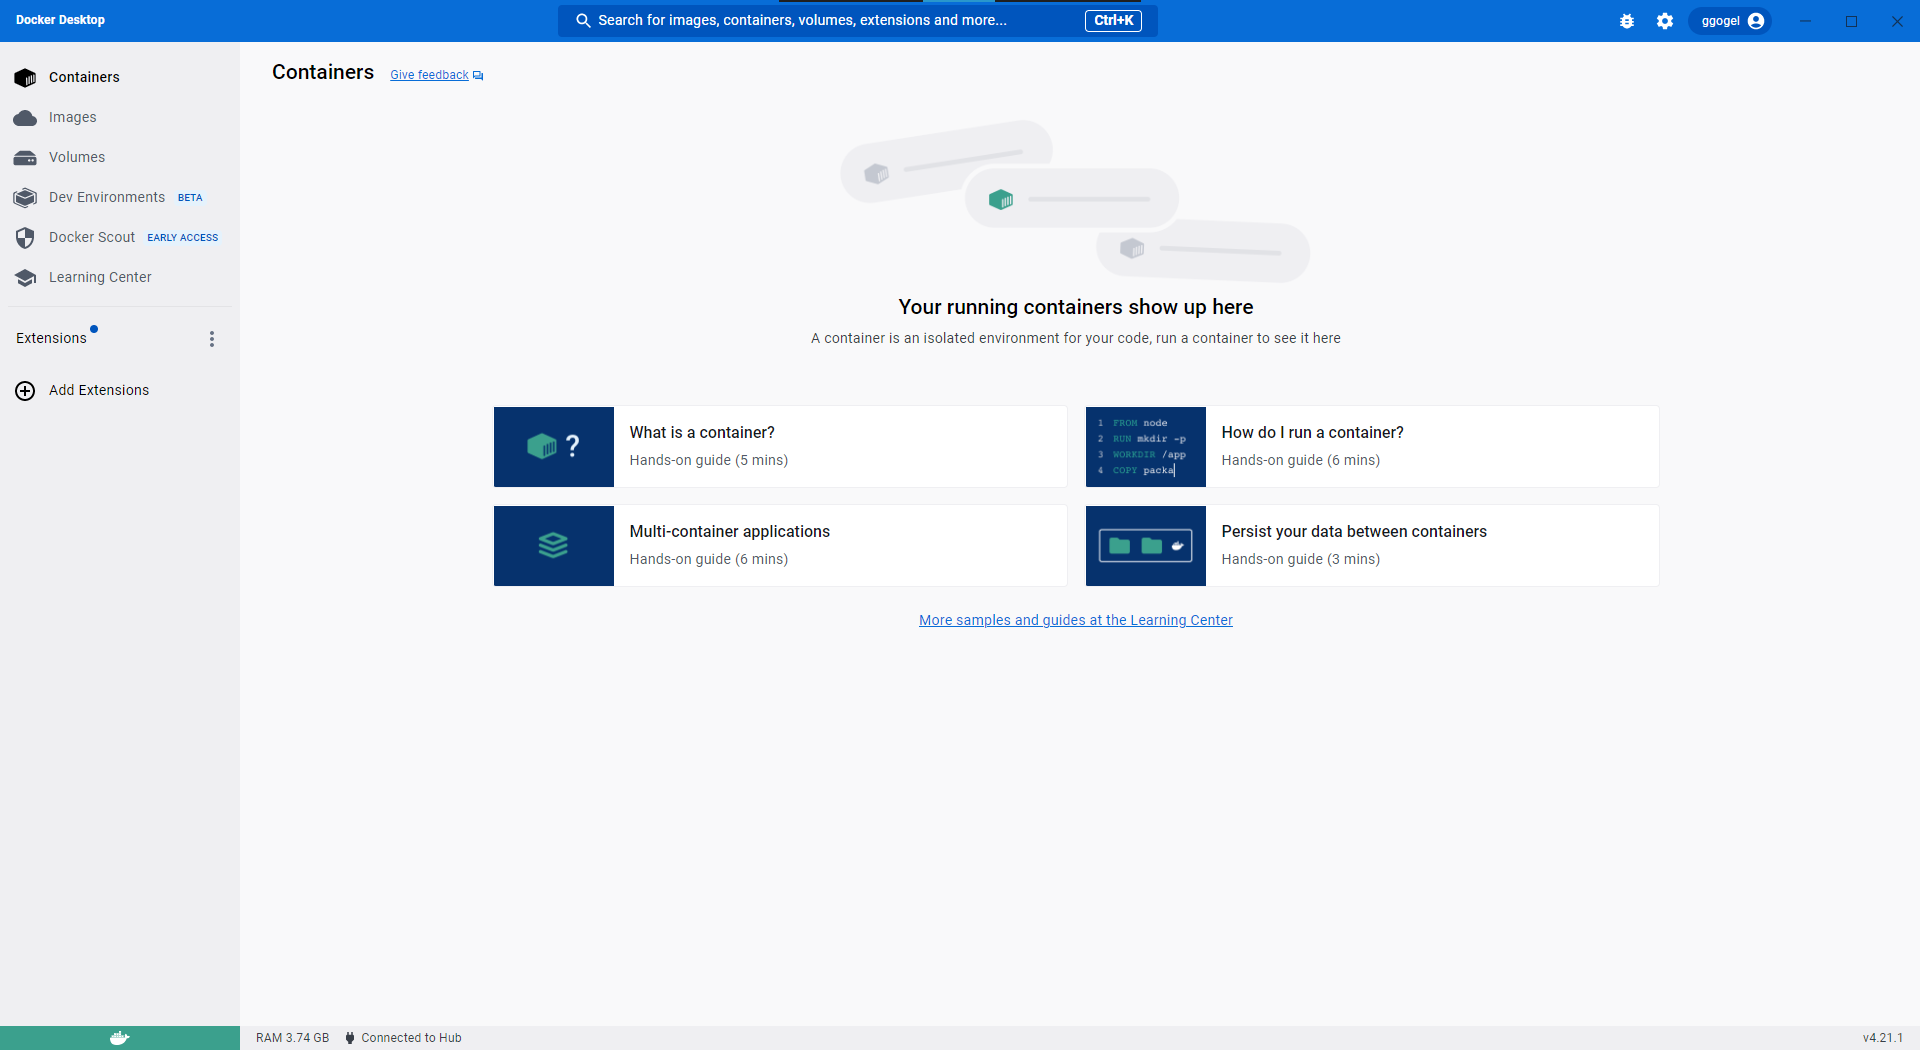 Docker Desktop
Search for images, containers, volumes, extensions and more...
Ctrl+K
ggogel
Containers
Images
Volumes
Dev Environments BETA
Docker Scout EARLY ACCESS
Learning Center
Extensions
Add Extensions
Containers
Give feedback
Your running containers show up here
A container is an isolated environment for your code, run a container to see it here
?
What is a container?
Hands-on guide (5 mins)
1 FROM node
2 RUN mkdir -p
3 WORKDIR /app
4 COPY packa
How do I run a container?
Hands-on guide (6 mins)
Multi-container applications
Hands-on guide (6 mins)
Persist your data between containers
Hands-on guide (3 mins)
More samples and guides at the Learning Center
RAM 3.74 GB
Connected to Hub
v4.21.1